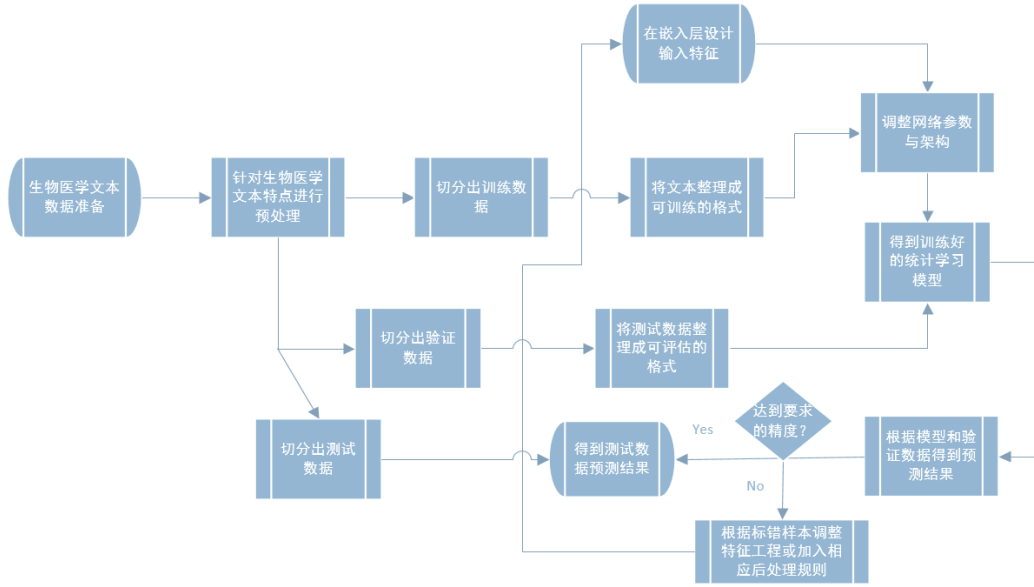 在嵌入层设计
输入特征
调整网络参数
与架构
生物医学文本
数据准备
针对生物医学
文本特点进行
预处理
切分出训练数
据
将文本整理成
可训练的格式
得到训练好
的统计学习
模型
切分出验证
数据
将测试数据整
理成可评估的
格式
达到要求
的精度？
Yes
No
切分出测试
数据
得到测试数
据预测结果
根据模型和验
证数据得到预
测结果
根据标错样本调整
特征工程或加入相
应后处理规则